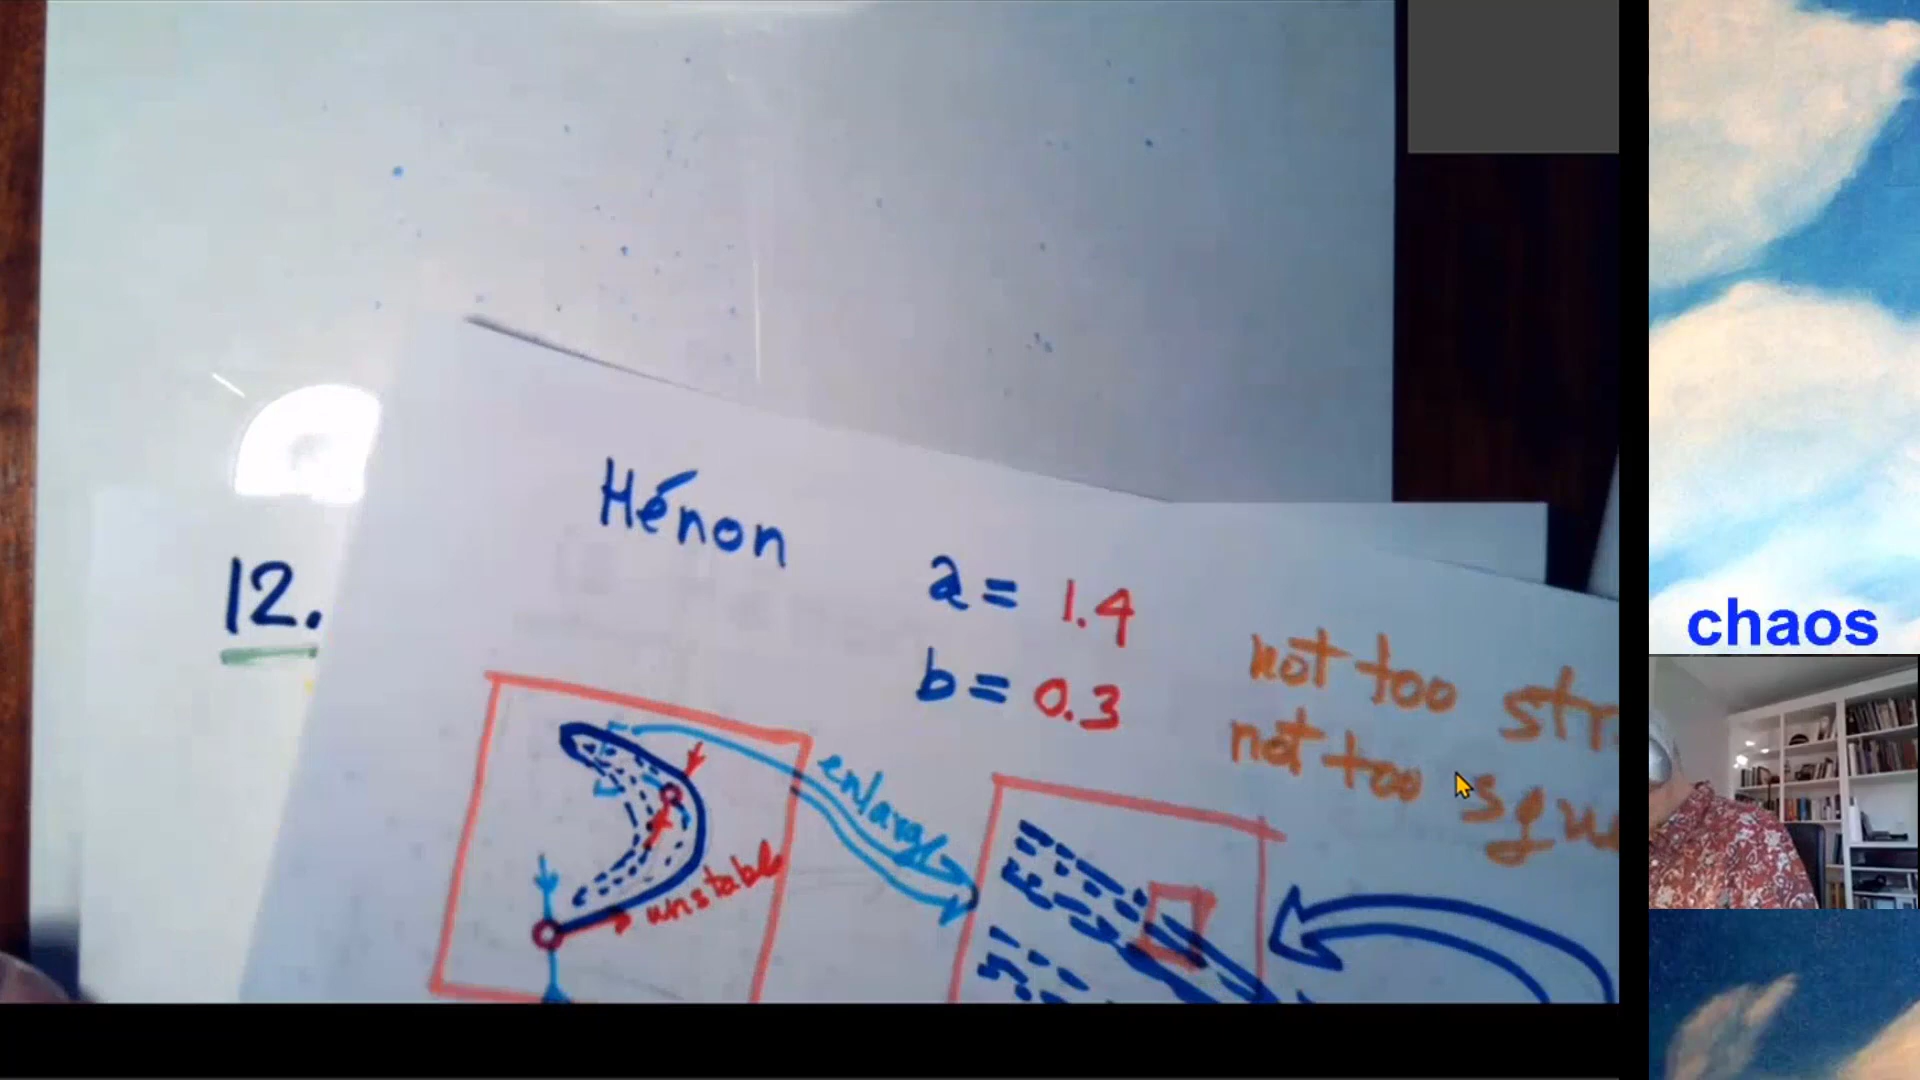 Hénon
12.
a = 1.4
b = 0.3
not too
not too
enlarge
unstable
chaos